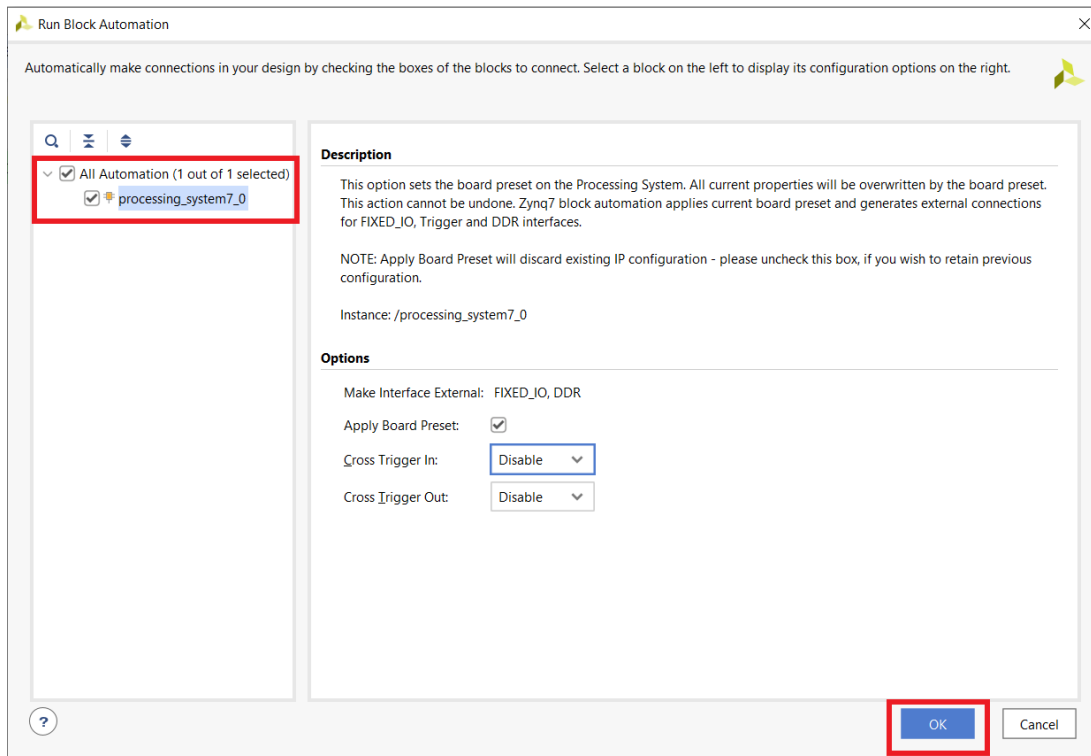 Run Block Automation
Automatically make connections in your design by checking the boxes of the blocks to connect. Select a block on the left to display its configuration options on the right.
All Automation (1 out of 1 selected)
processing_system7_0
Description
This option sets the board preset on the Processing System. All current properties will be overwritten by the board preset.
This action cannot be undone. Zynq7 block automation applies current board preset and generates external connections
for FIXED_IO, Trigger and DDR interfaces.
NOTE: Apply Board Preset will discard existing IP configuration - please uncheck this box, if you wish to retain previous
configuration.
Instance: /processing_system7_0
Options
Make Interface External: FIXED_IO, DDR
Apply Board Preset:
Cross Trigger In: Disable
Cross Trigger Out: Disable
?
OK
Cancel